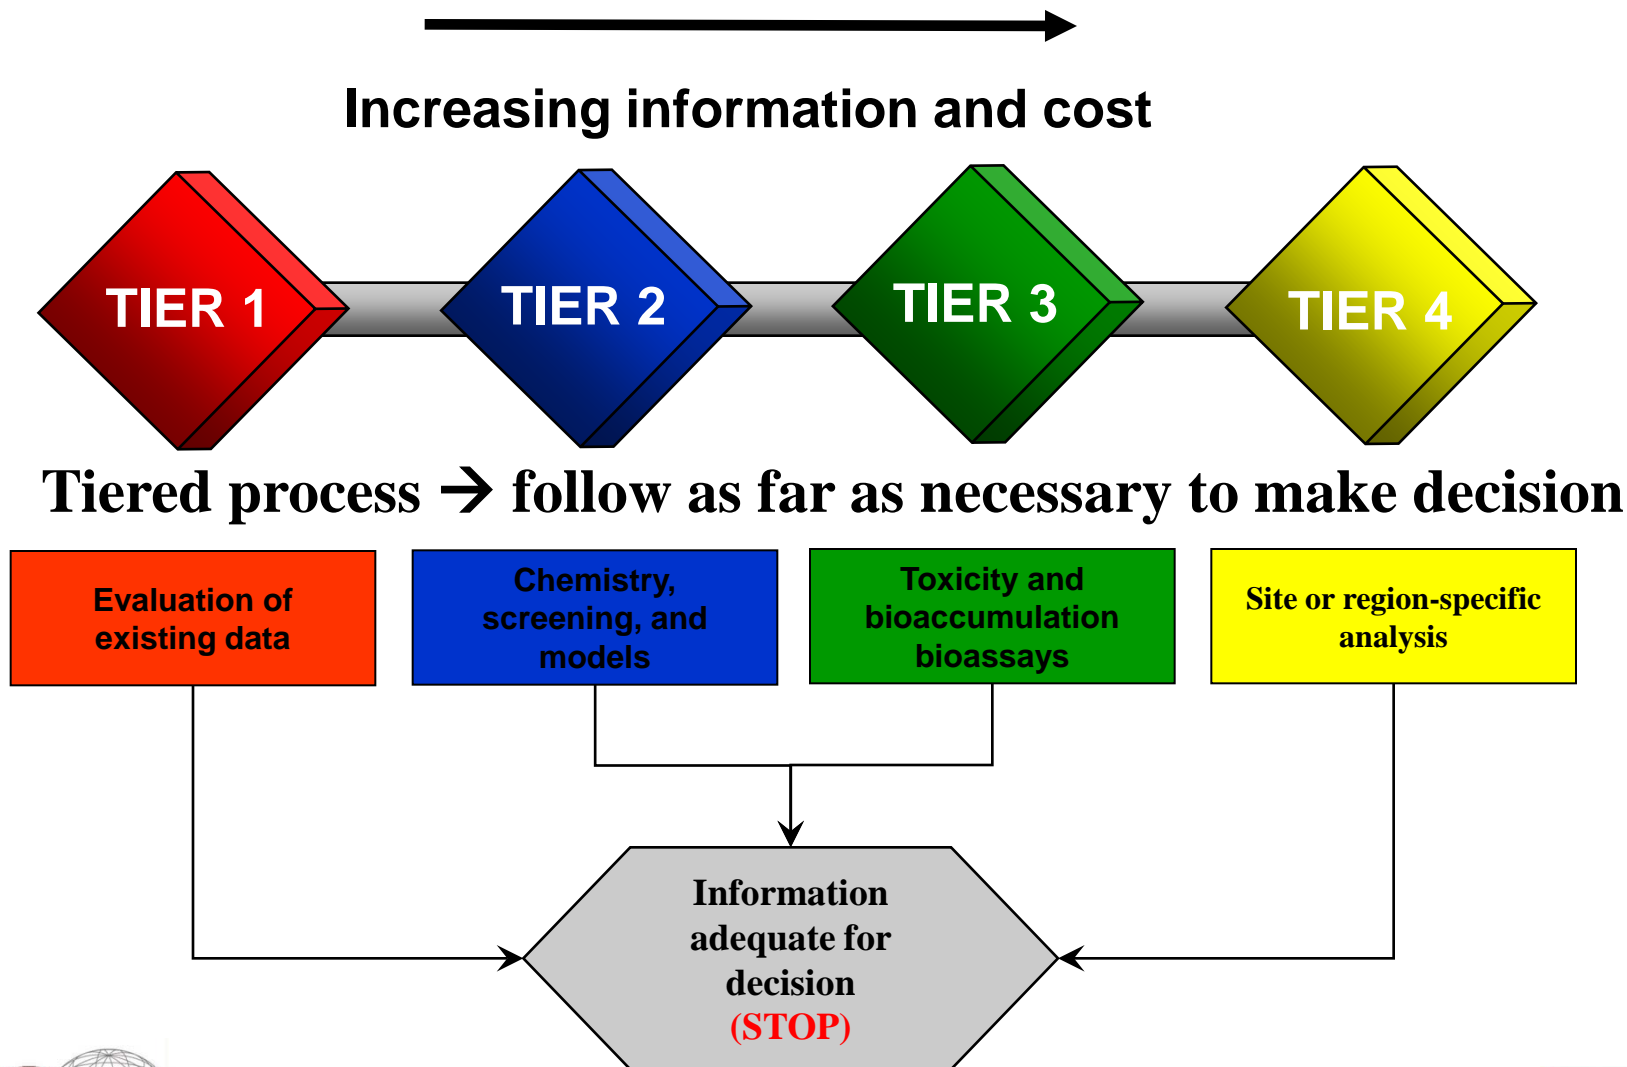 Increasing information and cost
TIER 1
TIER 2
TIER 3
TIER 4
Tiered process → follow as far as necessary to make decision
Evaluation of
existing data
Chemistry,
screening, and
models
Toxicity and
bioaccumulation
bioassays
Site or region-specific
analysis
Information
adequate for
decision
(STOP)